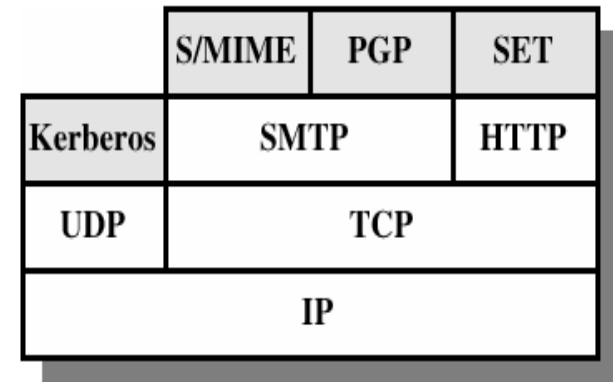 S/MIME PGP SET
Kerberos SMTP HTTP
UDP TCP
IP